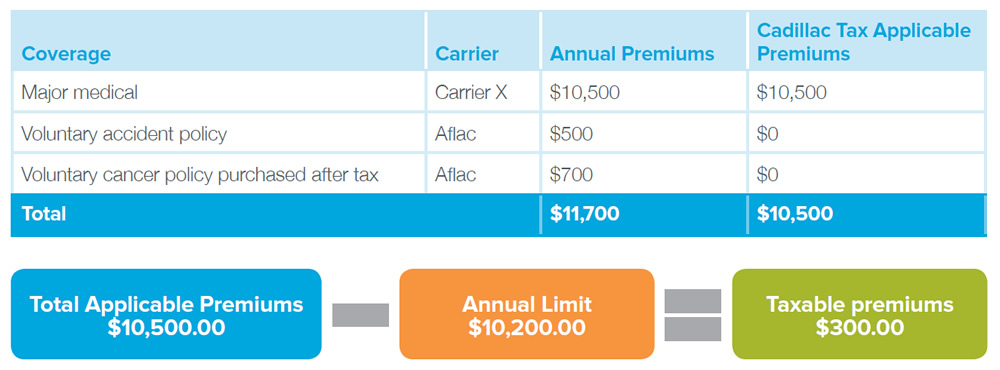 Coverage Carrier Annual Premiums Cadillac Tax Applicable Premiums
Major medical Carrier X $10,500 $10,500
Voluntary accident policy Aflac $500 $0
Voluntary cancer policy purchased after tax Aflac $700 $0
Total $11,700 $10,500
Total Applicable Premiums
$10,500.00
Annual Limit
$10,200.00
Taxable premiums
$300.00